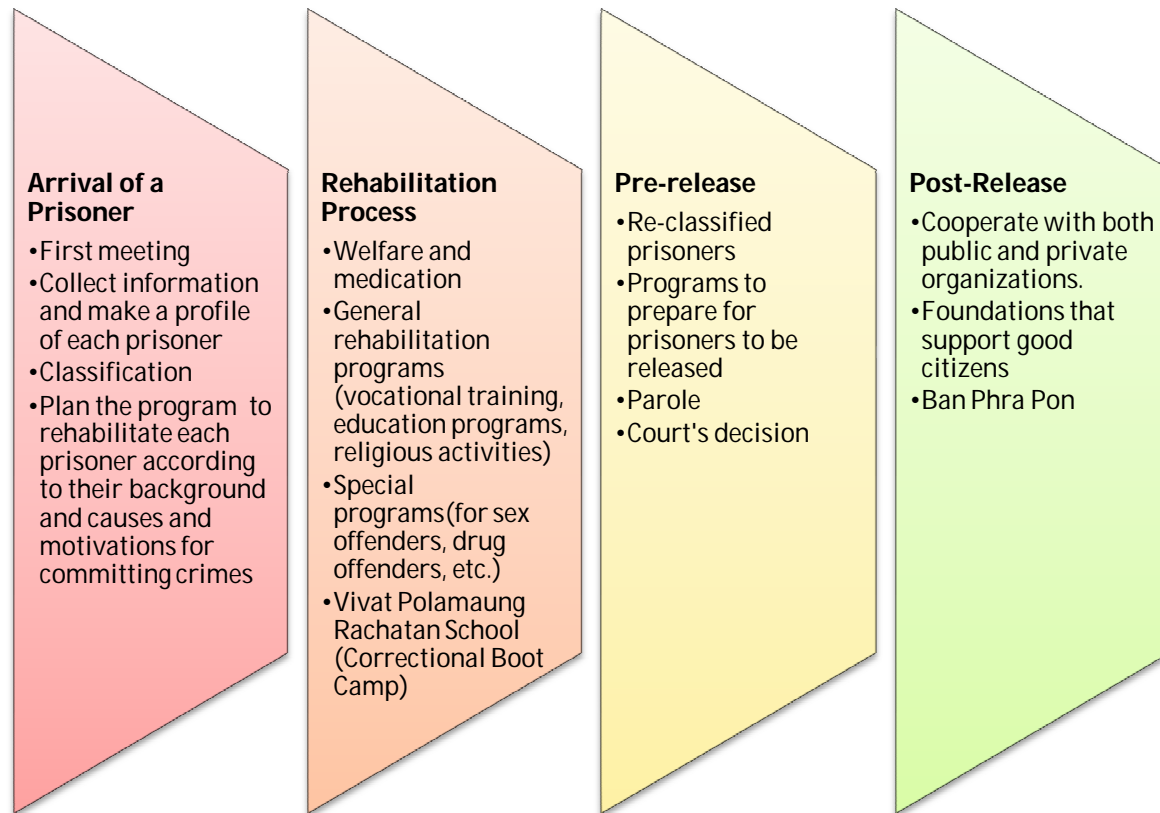 Arrival of a
Prisoner
•First meeting
•Collect information
and make a profile
of each prisoner
•Classification
•Plan the program to
rehabilitate each
prisoner according
to their background
and causes and
motivations for
committing crimes
Rehabilitation
Process
•Welfare and
medication
•General
rehabilitation
programs
(vocational training,
education programs,
religious activities)
•Special
programs(for sex
offenders, drug
offenders, etc.)
•Vivat Polamaung
Rachatan School
(Correctional Boot
Camp)
Pre-release
•Re-classified
prisoners
•Programs to
prepare for
prisoners to be
released
•Parole
•Court's decision
Post-Release
•Cooperate with both
public and private
organizations.
•Foundations that
support good
citizens
•Ban Phra Pon